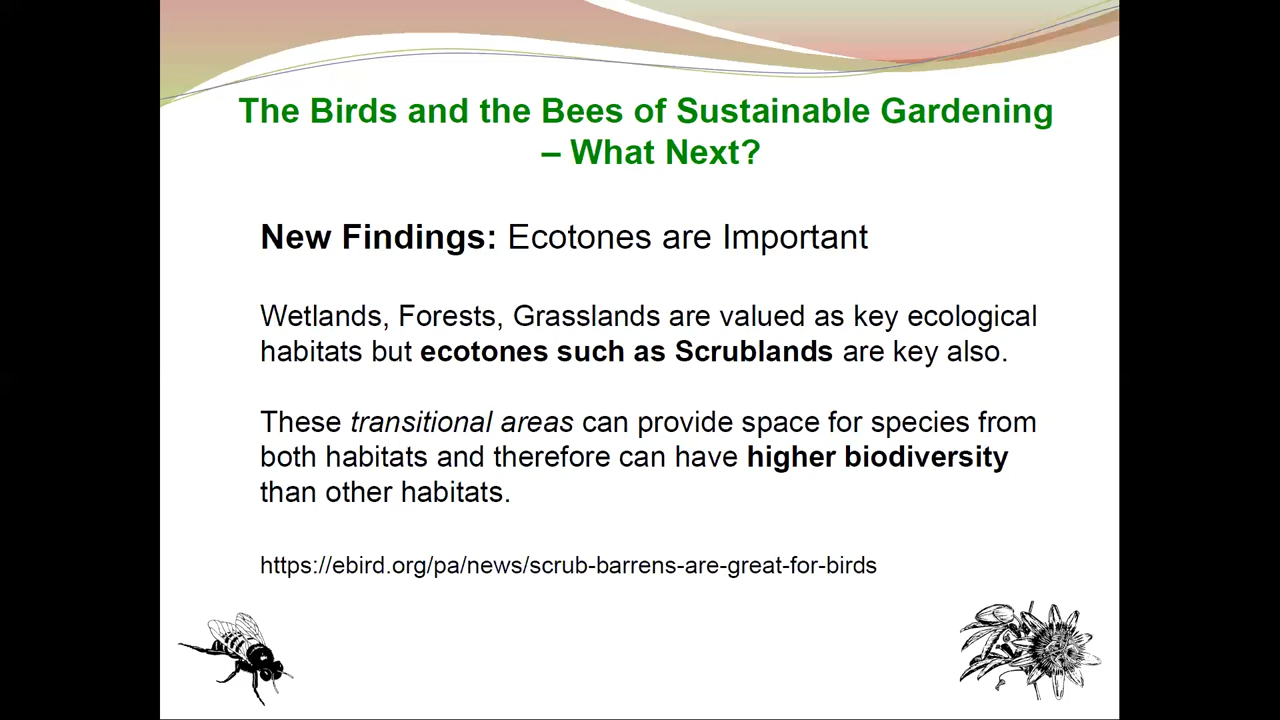 The Birds and the Bees of Sustainable Gardening
– What Next?
New Findings: Ecotones are Important
Wetlands, Forests, Grasslands are valued as key ecological
habitats but ecotones such as Scrublands are key also.
These transitional areas can provide space for species from
both habitats and therefore can have higher biodiversity
than other habitats.
https://ebird.org/pa/news/scrub-barrens-are-great-for-birds